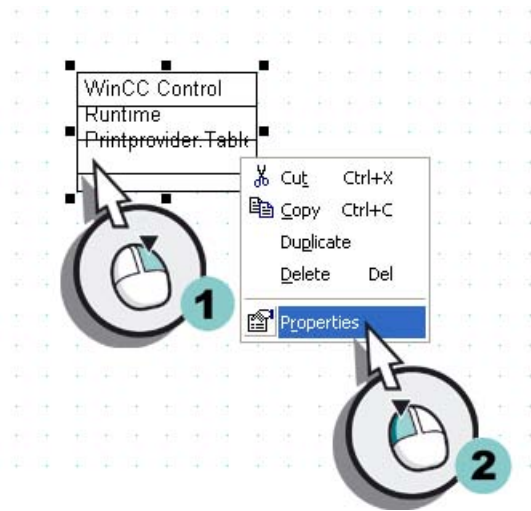 WinCC Control
Runtime
Printprovider.Table
Cut Ctrl+X
Copy Ctrl+C
Duplicate
Delete Del
Properties
1
2